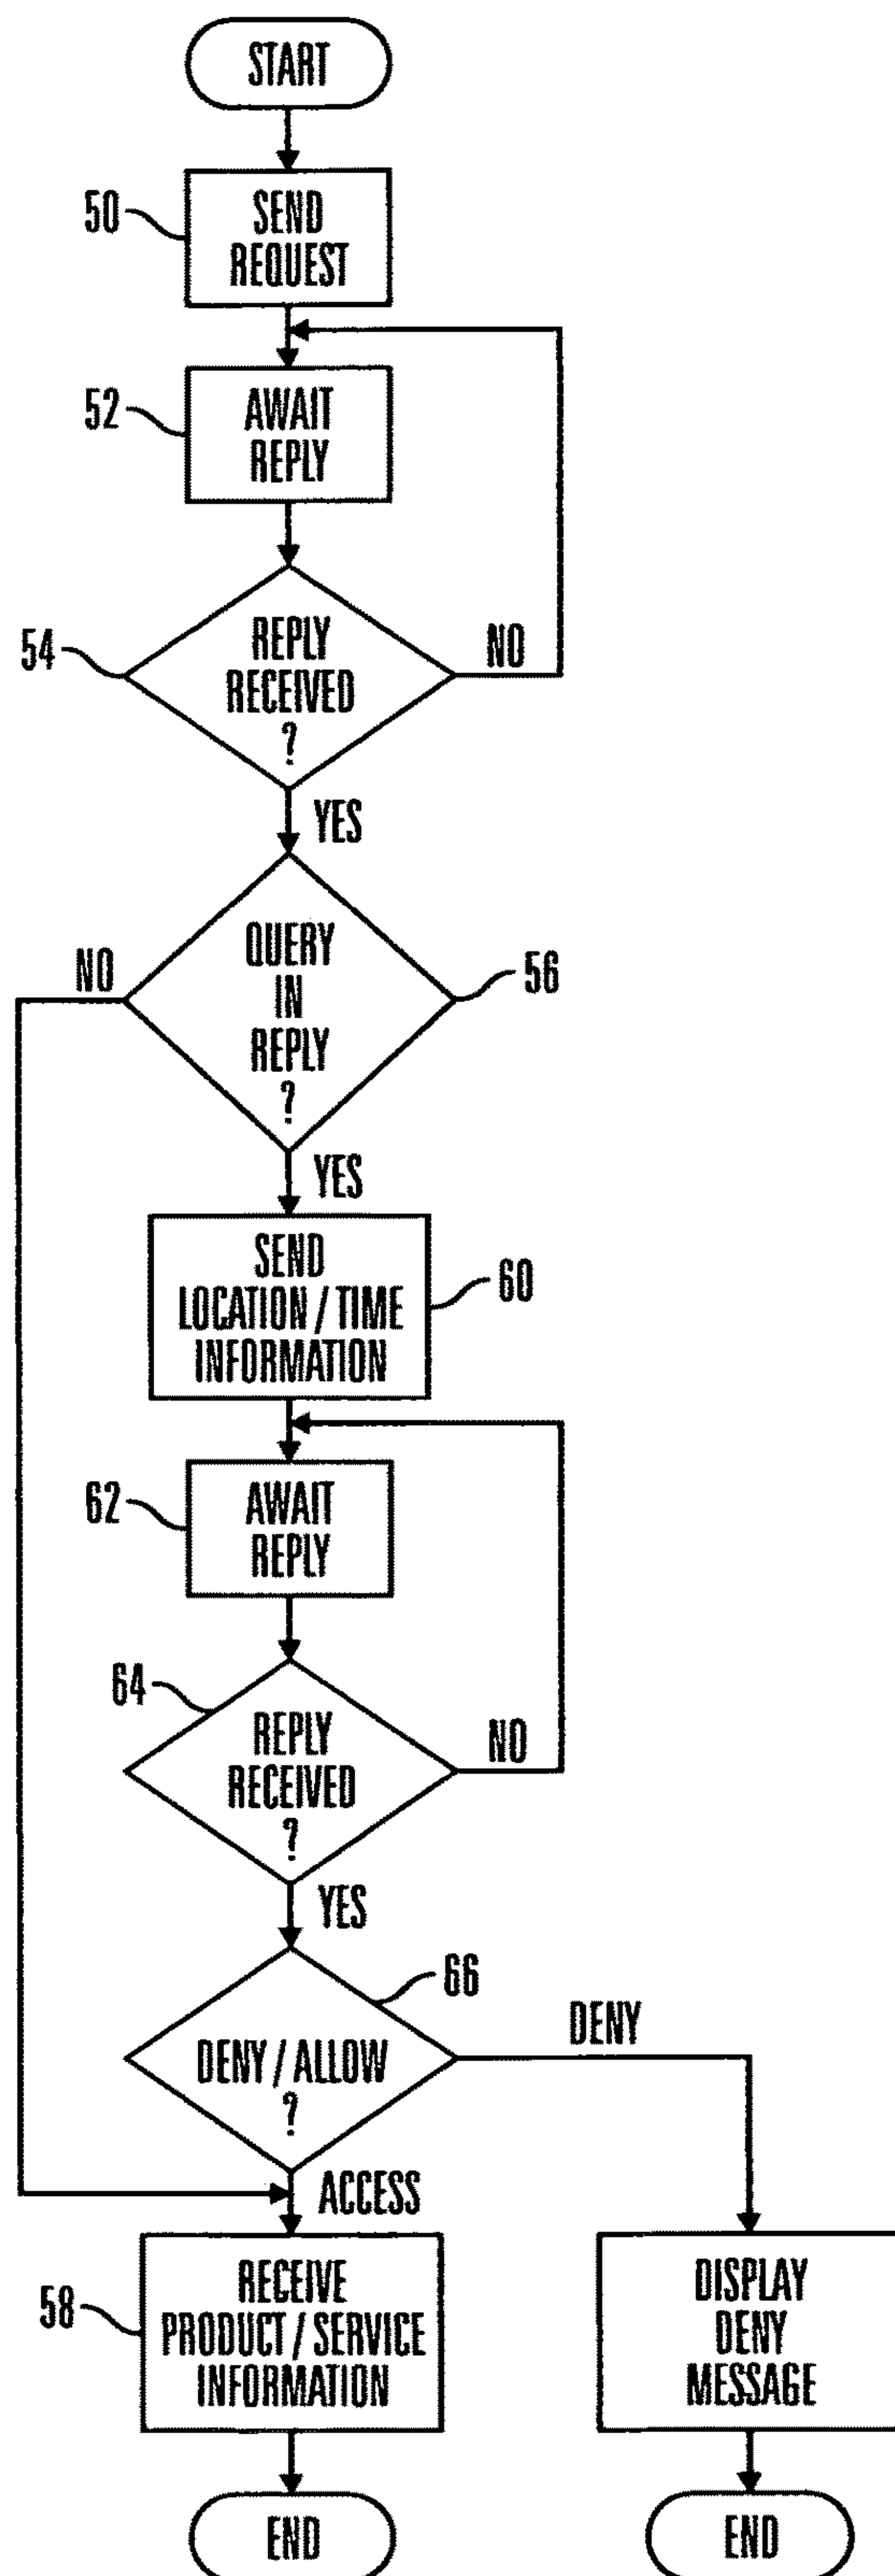 START
50
SEND
REQUEST
52
AWAIT
REPLY
54
REPLY
RECEIVED
?
NO
YES
NO
QUERY
IN
REPLY
?
56
YES
SEND
LOCATION / TIME
INFORMATION
60
62
AWAIT
REPLY
64
REPLY
RECEIVED
?
NO
YES
66
DENY / ALLOW
?
DENY
ACCESS
58
RECEIVE
PRODUCT / SERVICE
INFORMATION
DISPLAY
DENY
MESSAGE
END
END